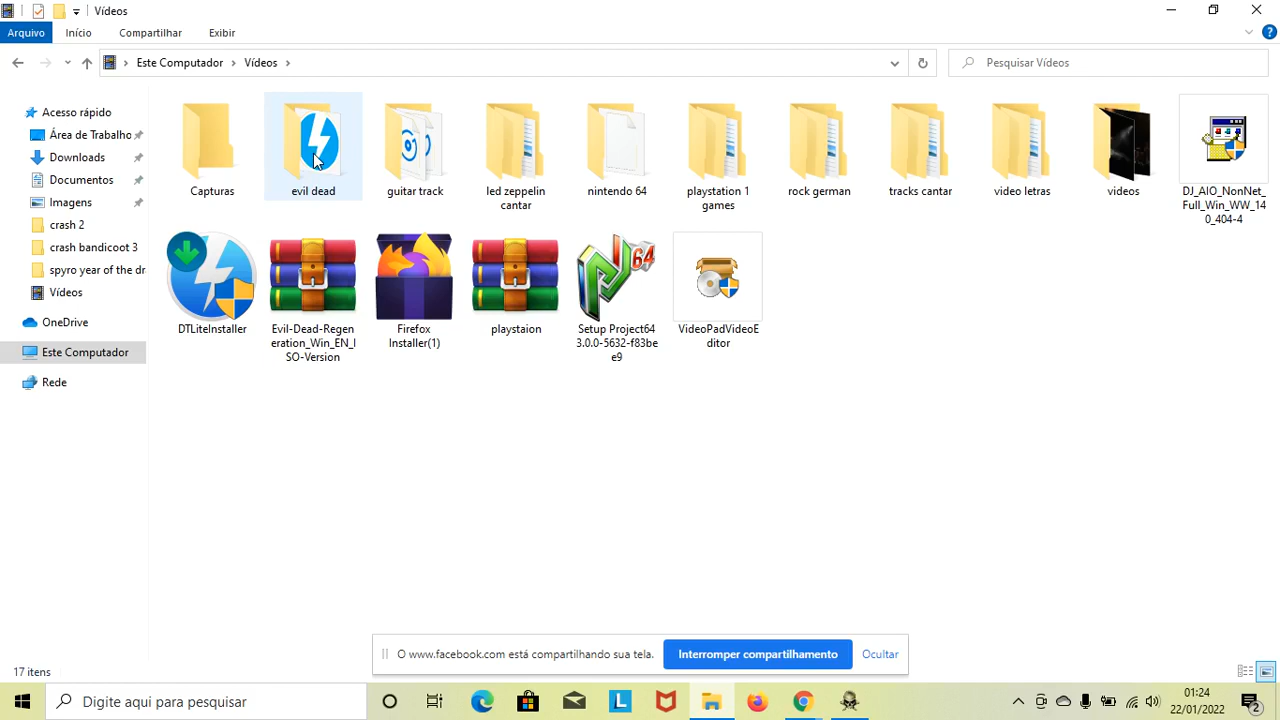 Vídeos
Arquivo
Início
Compartilhar
Exibir
Este Computador
Vídeos
Pesquisar Vídeos
Acesso rápido
Área de Trabalho
Downloads
Documentos
Imagens
crash 2
crash bandicoot 3
spyro year of the dr
Vídeos
OneDrive
Este Computador
Rede
Capturas
evil dead
guitar track
led zeppelin
cantar
nintendo 64
playstation 1
games
rock german
tracks cantar
video letras
videos
DJ_AIO_NonNet_
Full_Win_WW_14
0_404-4
DTLiteInstaller
Evil-Dead-Regen
eration_Win_EN_I
SO-Version
Firefox
Installer(1)
playstaion
64
Setup Project64
3.0.0-5632-f83be
e9
VideoPadVideoE
ditor
O www.facebook.com está compartilhando sua tela.
Interromper compartilhamento
Ocultar
17 itens
Digite aqui para pesquisar
L
01:24
22/01/2022
2